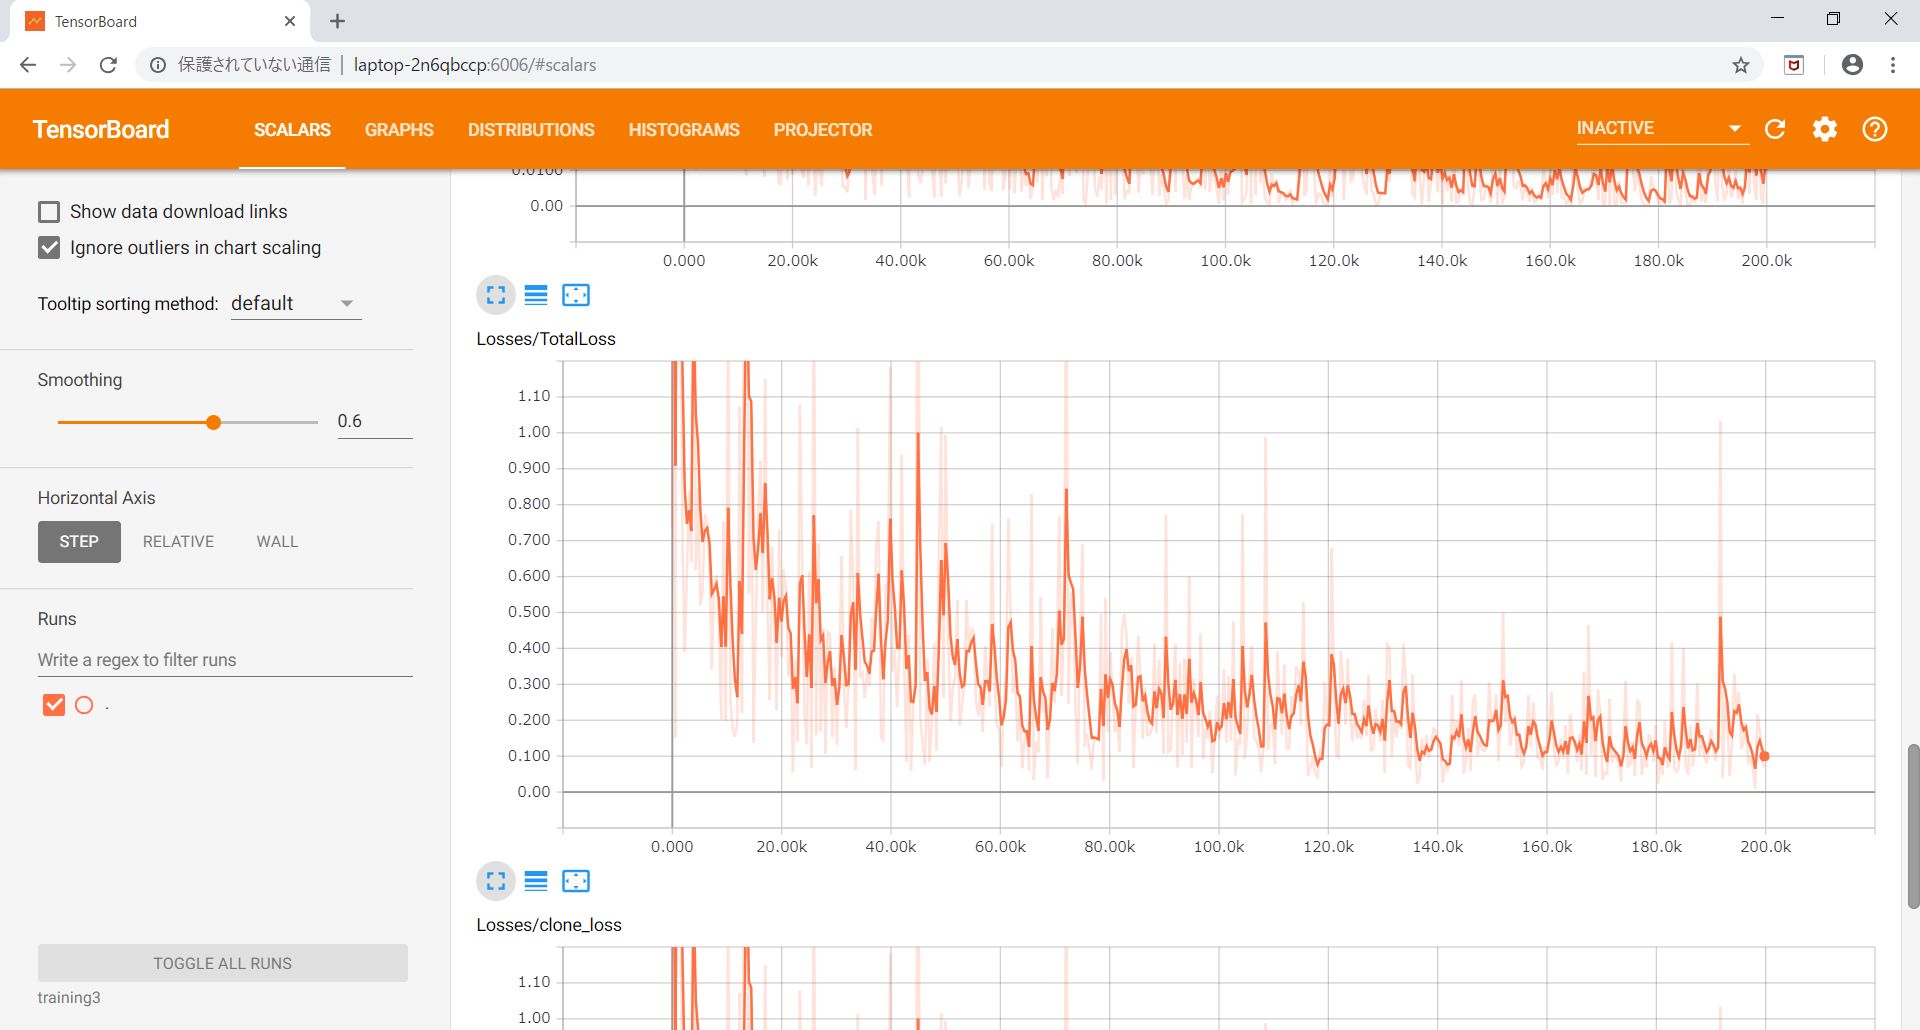 TensorBoard
保護されていない通信 | laptop-2n6qbccp:6006/#scalars
TensorBoard SCALARS GRAPHS DISTRIBUTIONS HISTOGRAMS PROJECTOR INACTIVE
Show data download links
Ignore outliers in chart scaling
Tooltip sorting method: default
Smoothing
0.6
Horizontal Axis
STEP RELATIVE WALL
Runs
Write a regex to filter runs
.
TOGGLE ALL RUNS
training3
0.0100
0.00
0.000 20.00k 40.00k 60.00k 80.00k 100.0k 120.0k 140.0k 160.0k 180.0k 200.0k
Losses/TotalLoss
1.10
1.00
0.900
0.800
0.700
0.600
0.500
0.400
0.300
0.200
0.100
0.00
0.000 20.00k 40.00k 60.00k 80.00k 100.0k 120.0k 140.0k 160.0k 180.0k 200.0k
Losses/clone_loss
1.10
1.00